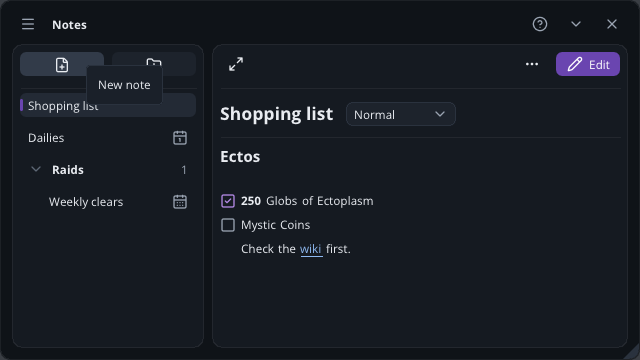 Notes
Edit
New note
Shopping list
Dailies
Raids 1
Weekly clears
Shopping list Normal
Ectos
250 Globs of Ectoplasm
Mystic Coins
Check the wiki first.